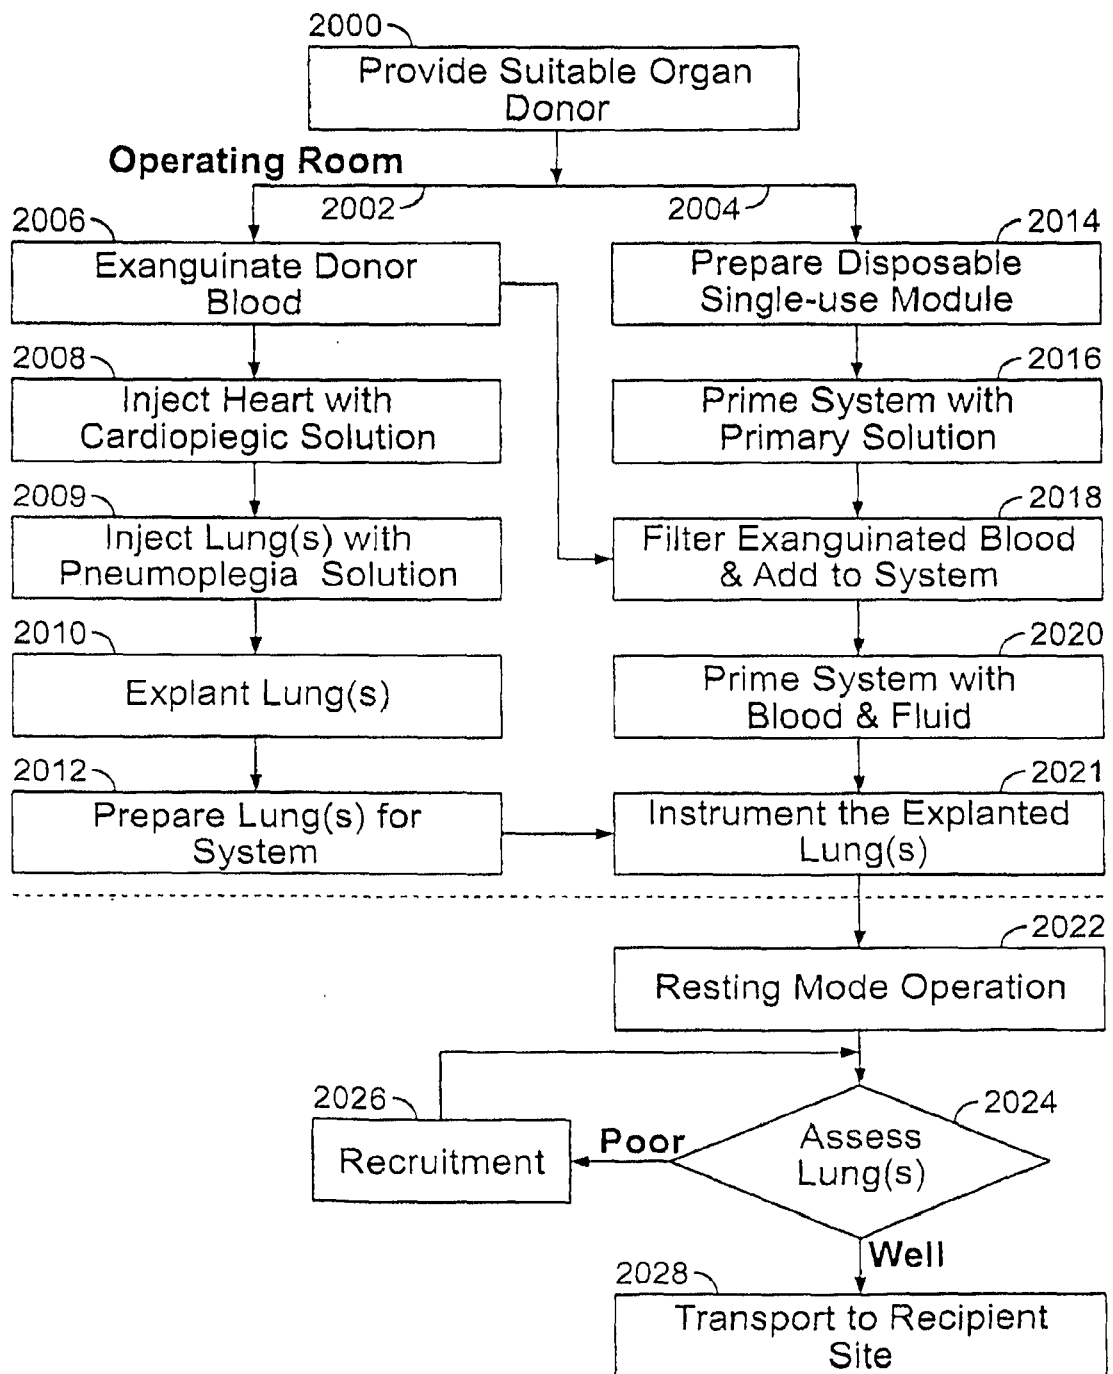 2000
Provide Suitable Organ
Donor
Operating Room
2002
2004
2006
Exanguinate Donor
Blood
2014
Prepare Disposable
Single-use Module
2008
Inject Heart with
Cardiopiegic Solution
2016
Prime System with
Primary Solution
2009
Inject Lung(s) with
Pneumoplegia Solution
2018
Filter Exanguinated Blood
& Add to System
2010
Explant Lung(s)
2020
Prime System with
Blood & Fluid
2012
Prepare Lung(s) for
System
2021
Instrument the Explanted
Lung(s)
2022
Resting Mode Operation
2024
Assess
Lung(s)
Poor
2026
Recruitment
Well
2028
Transport to Recipient
Site